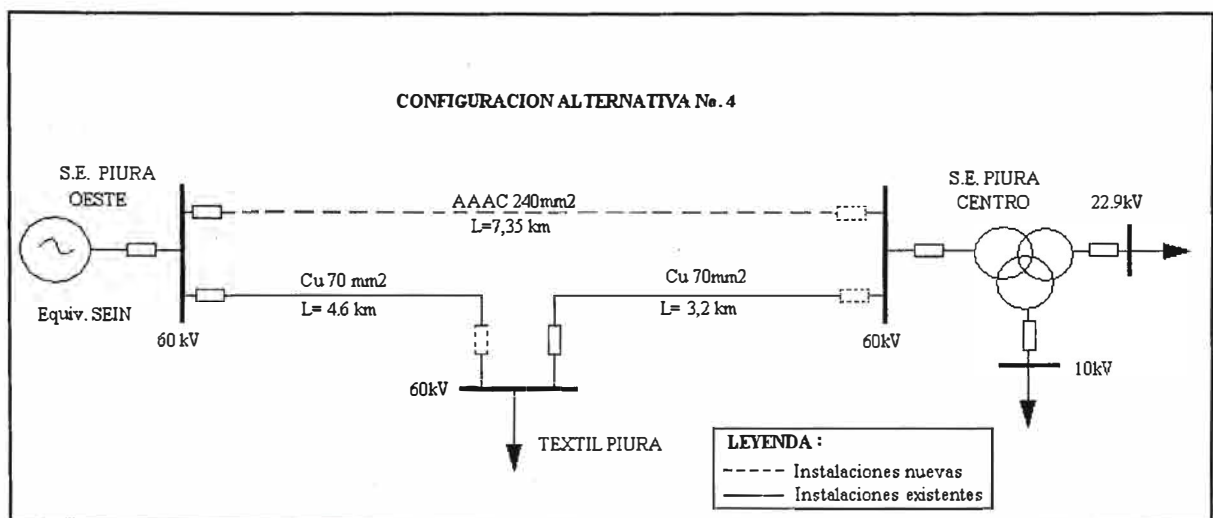 CONFIGURACION ALTERNATIVA No. 4
S.E. PIURA
OESTE
Equiv. SEIN
60 kV
AAAC 240mm2
L=7,35 km
Cu 70 mm2
L= 4.6 km
Cu 70mm2
L= 3,2 km
60kV
TEXTIL PIURA
60kV
S.E. PIURA
CENTRO
22.9kV
10kV
LEYENDA :
Instalaciones nuevas
Instalaciones existentes